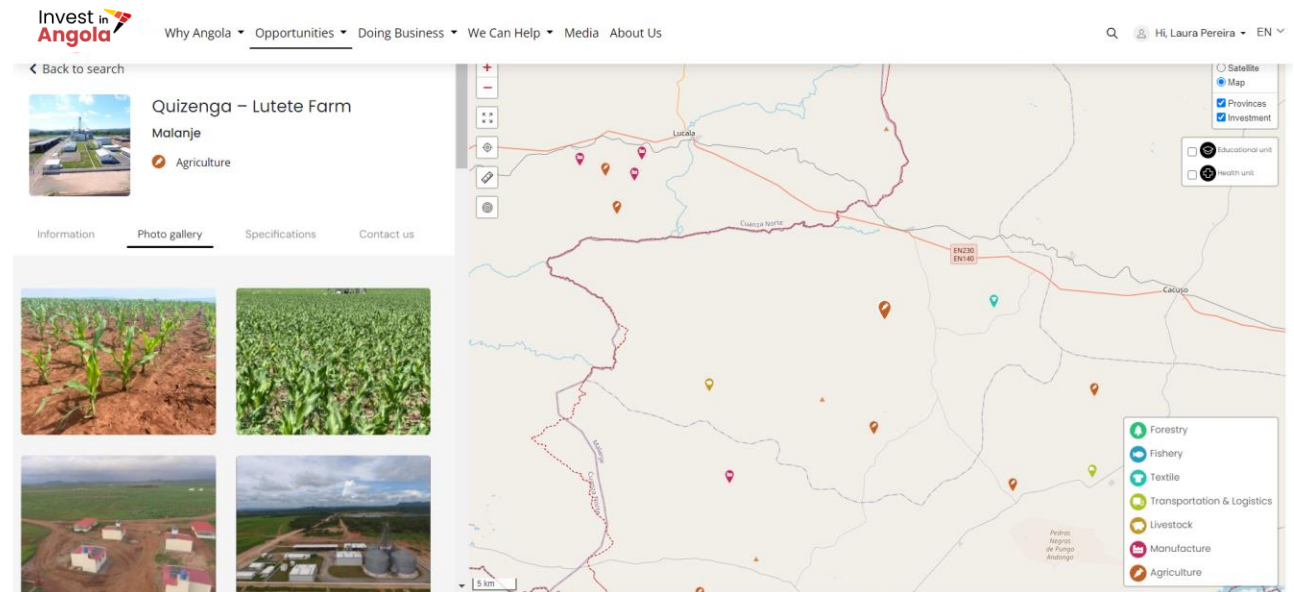 Invest in
Angola
Why Angola
Opportunities
Doing Business
We Can Help
Media
About Us
Hi, Laura Pereira
EN
Back to search
Quizenga – Lutete Farm
Malanje
Agriculture
Information
Photo gallery
Specifications
Contact us
+
−
Lucala
Cuanza Norte
EN230
EN140
Cacuso
Malanje
Cuanza Norte
Pedras
Negras
de Pungo
Andongo
5 km
Satellite
Map
Provinces
Investment
Educational unit
Health unit
Forestry
Fishery
Textile
Transportation & Logistics
Livestock
Manufacture
Agriculture